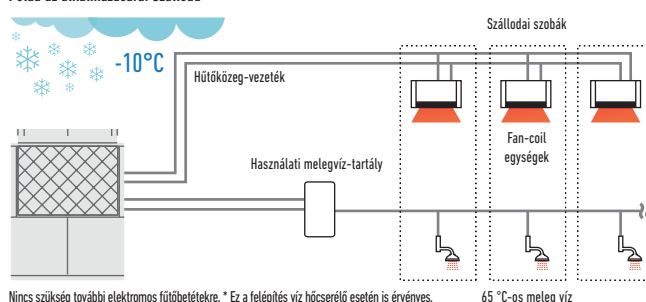 Szállodai szobák
-10°C
Hűtőközeg-vezeték
Fan-coil
egységek
Használati melegvíz-tartály
Nincs szükség további elektromos fűtőbetétekre. * Ez a felépítés víz hőcserélő esetén is érvényes.
65 °C-os meleg víz